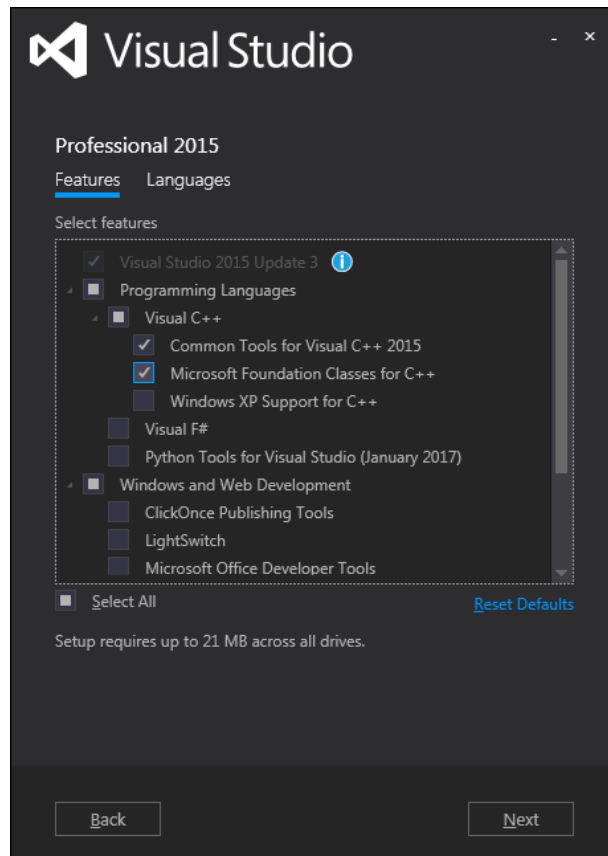 Visual Studio
Professional 2015
Features Languages
Select features
Visual Studio 2015 Update 3
Programming Languages
Visual C++
Common Tools for Visual C++ 2015
Microsoft Foundation Classes for C++
Windows XP Support for C++
Visual F#
Python Tools for Visual Studio (January 2017)
Windows and Web Development
ClickOnce Publishing Tools
LightSwitch
Microsoft Office Developer Tools
Select All Reset Defaults
Setup requires up to 21 MB across all drives.
Back Next